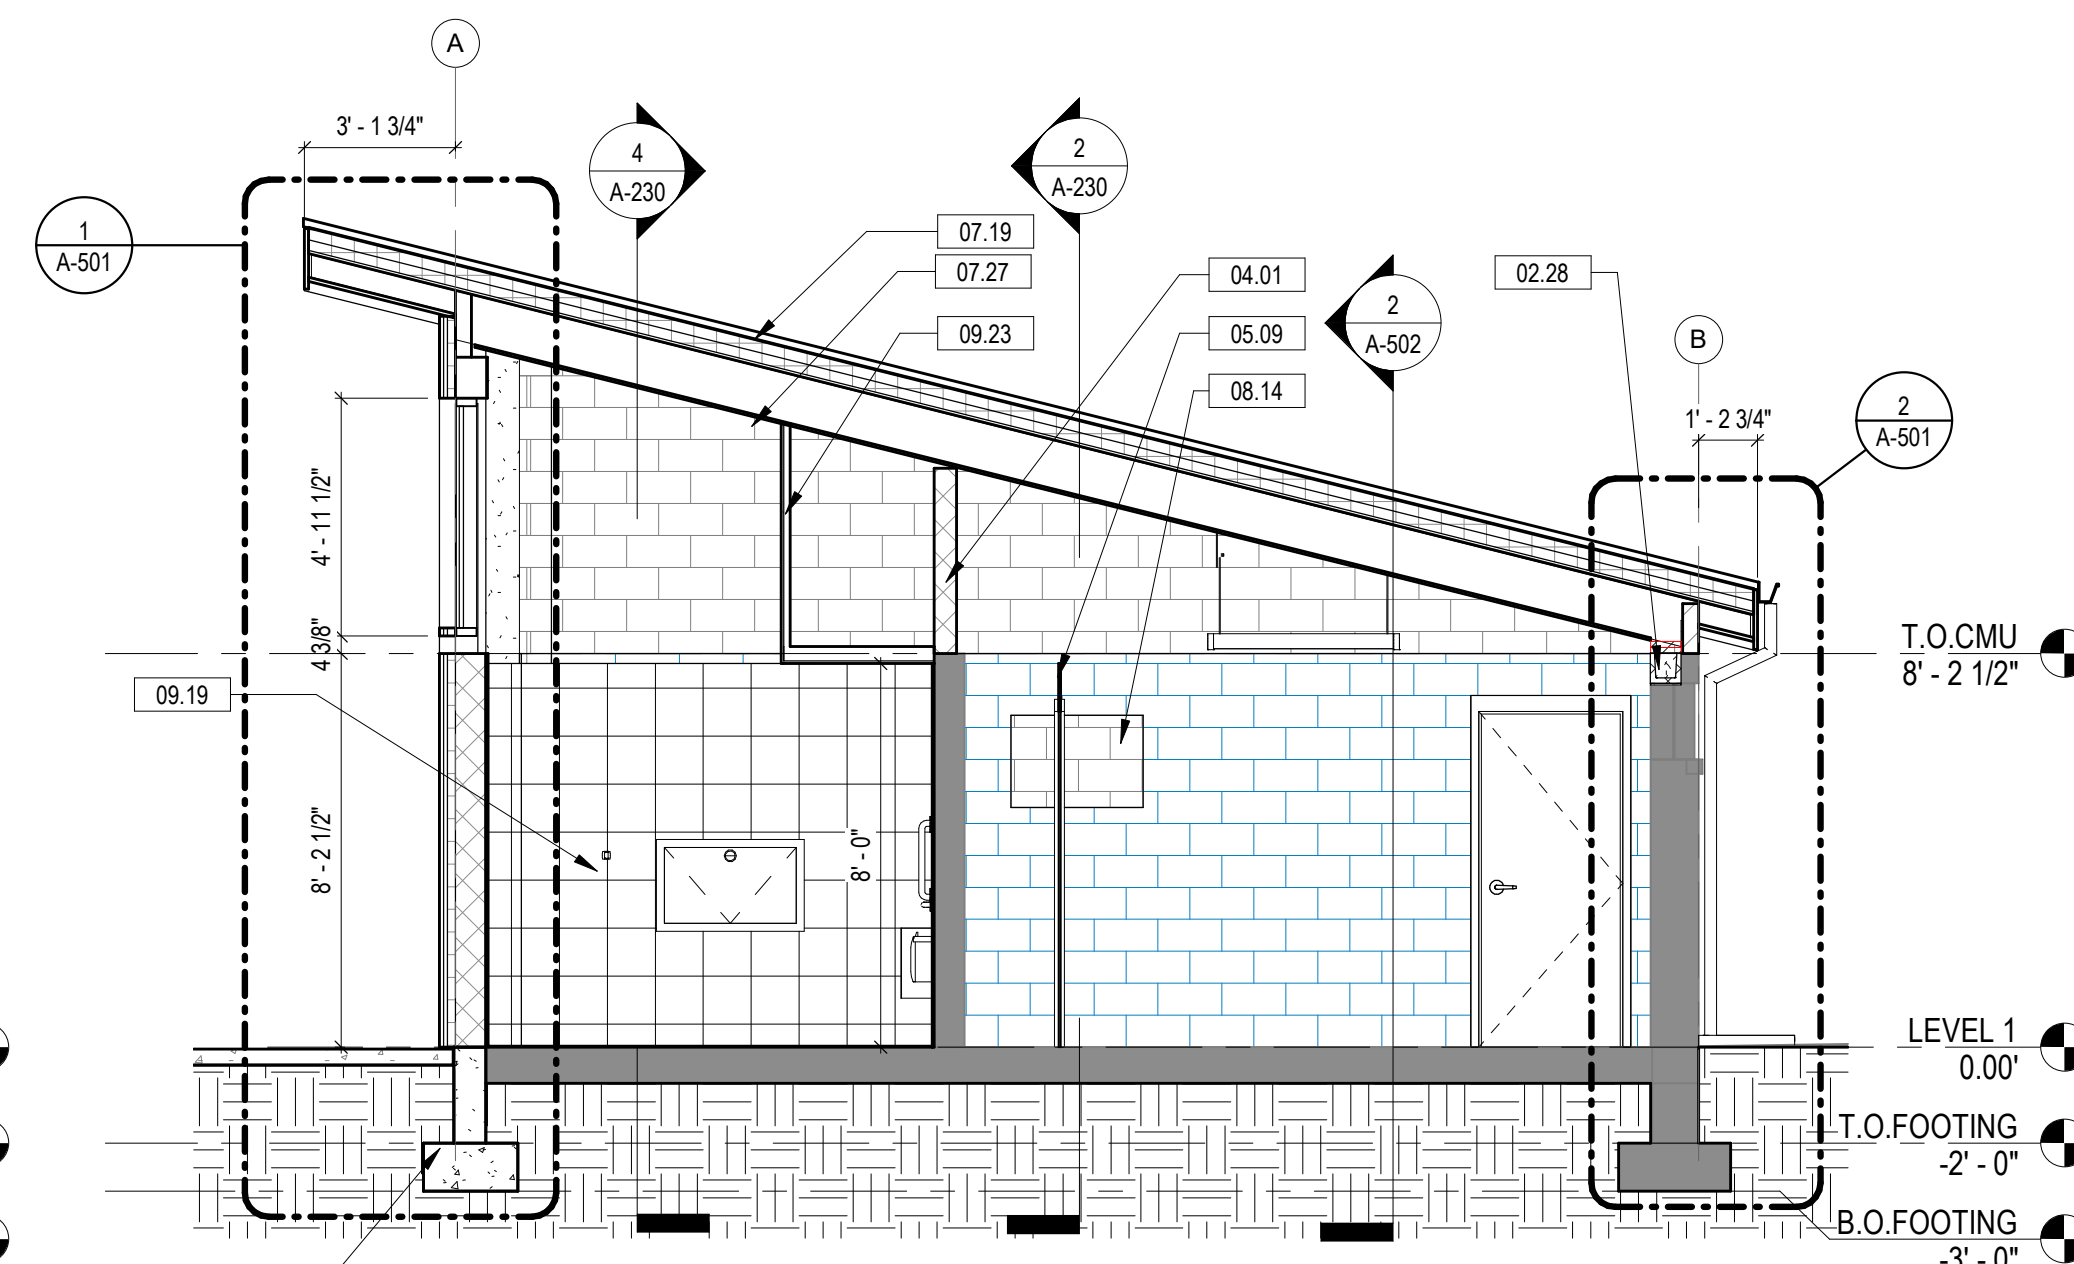 A
3' - 1 3/4"
4
A-230
2
A-230
1
A-501
07.19
07.27
09.23
04.01
05.09
08.14
2
A-502
02.28
B
1' - 2 3/4"
2
A-501
4' - 11 1/2"
4 3/8"
8' - 2 1/2"
09.19
8' - 0"
T.O.CMU
8' - 2 1/2"
LEVEL 1
0.00'
T.O.FOOTING
-2' - 0"
B.O.FOOTING
-3' - 0"